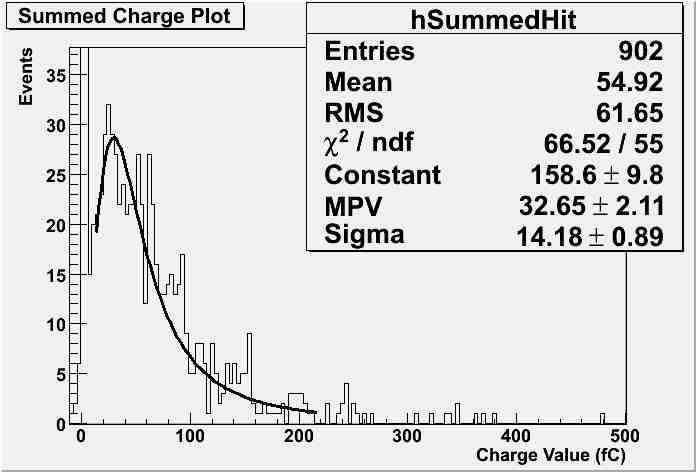 Summed Charge Plot
hSummedHit
Entries 902
Mean 54.92
RMS 61.65
χ² / ndf 66.52 / 55
Constant 158.6 ± 9.8
MPV 32.65 ± 2.11
Sigma 14.18 ± 0.89
Events
35
30
25
20
15
10
5
0
0 100 200 300 400 500
Charge Value (fC)